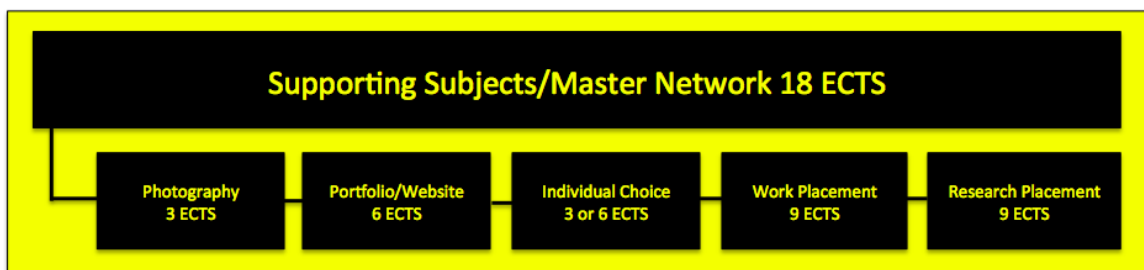 Supporting Subjects/Master Network 18 ECTS
Photography
3 ECTS
Portfolio/Website
6 ECTS
Individual Choice
3 or 6 ECTS
Work Placement
9 ECTS
Research Placement
9 ECTS